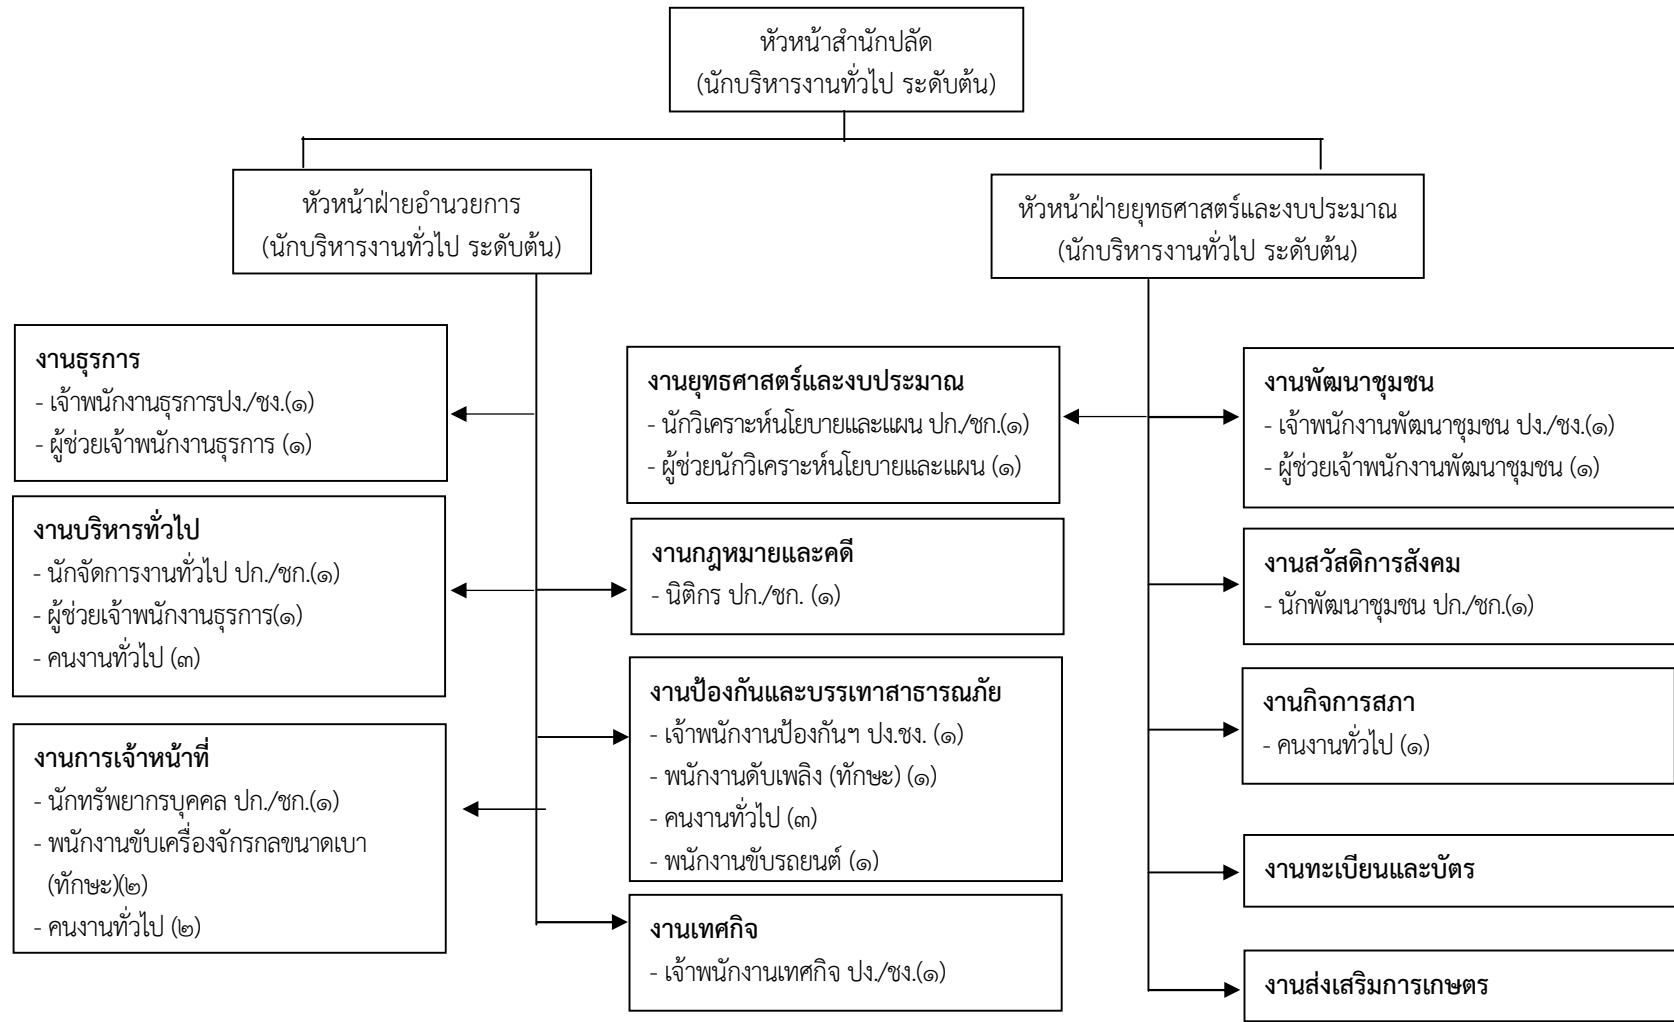 หัวหน้าสำนักปลัด
(นักบริหารงานทั่วไป ระดับต้น)
หัวหน้าฝ่ายอำนวยการ
(นักบริหารงานทั่วไป ระดับต้น)
หัวหน้าฝ่ายยุทธศาสตร์และงบประมาณ
(นักบริหารงานทั่วไป ระดับต้น)
งานธุรการ
- เจ้าพนักงานธุรการปง./ชง.(๑)
- ผู้ช่วยเจ้าพนักงานธุรการ (๑)
งานบริหารทั่วไป
- นักจัดการงานทั่วไป ปก./ชก.(๑)
- ผู้ช่วยเจ้าพนักงานธุรการ(๑)
- คนงานทั่วไป (๓)
งานการเจ้าหน้าที่
- นักทรัพยากรบุคคล ปก./ชก.(๑)
- พนักงานขับเครื่องจักรกลขนาดเบา
(ทักษะ)(๒)
- คนงานทั่วไป (๒)
งานยุทธศาสตร์และงบประมาณ
- นักวิเคราะห์นโยบายและแผน ปก./ชก.(๑)
- ผู้ช่วยนักวิเคราะห์นโยบายและแผน (๑)
งานกฎหมายและคดี
- นิติกร ปก./ชก. (๑)
งานป้องกันและบรรเทาสาธารณภัย
- เจ้าพนักงานป้องกันฯ ปง.ชง. (๑)
- พนักงานดับเพลิง (ทักษะ) (๑)
- คนงานทั่วไป (๓)
- พนักงานขับรถยนต์ (๑)
งานเทศกิจ
- เจ้าพนักงานเทศกิจ ปง./ชง.(๑)
งานพัฒนาชุมชน
- เจ้าพนักงานพัฒนาชุมชน ปง./ชง.(๑)
- ผู้ช่วยเจ้าพนักงานพัฒนาชุมชน (๑)
งานสวัสดิการสังคม
- นักพัฒนาชุมชน ปก./ชก.(๑)
งานกิจการสภา
- คนงานทั่วไป (๑)
งานทะเบียนและบัตร
งานส่งเสริมการเกษตร